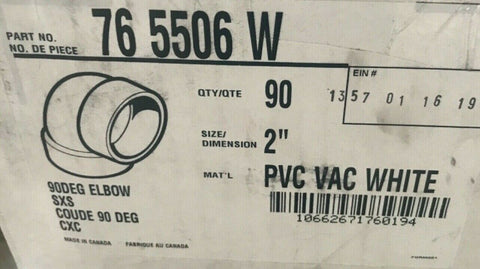 PART NO.
NO. DE PIECE
76 5506 W
EIN #
QTY/QTE 90
1357 01 16 19
SIZE/
DIMENSION 2"
MAT'L PVC VAC WHITE
10662671760194
90DEG ELBOW
SXS
COUDE 90 DEG
CXC
MADE IN CANADA FABRIQUE AU CANADA